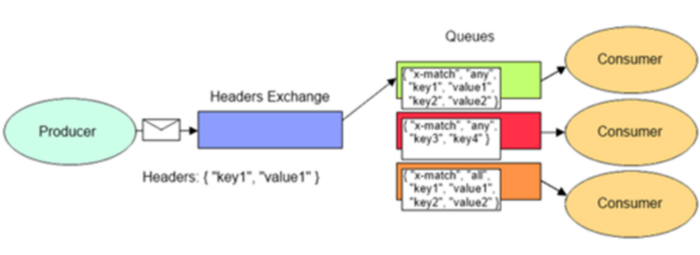 Queues
Consumer
{ "x-match", "any",
"key1", "value1",
"key2", "value2" }
Headers Exchange
Producer
{ "x-match", "any",
"key3", "key4" }
Consumer
Headers: { "key1", "value1" }
{ "x-match", "all",
"key1", "value1",
"key2", "value2" }
Consumer